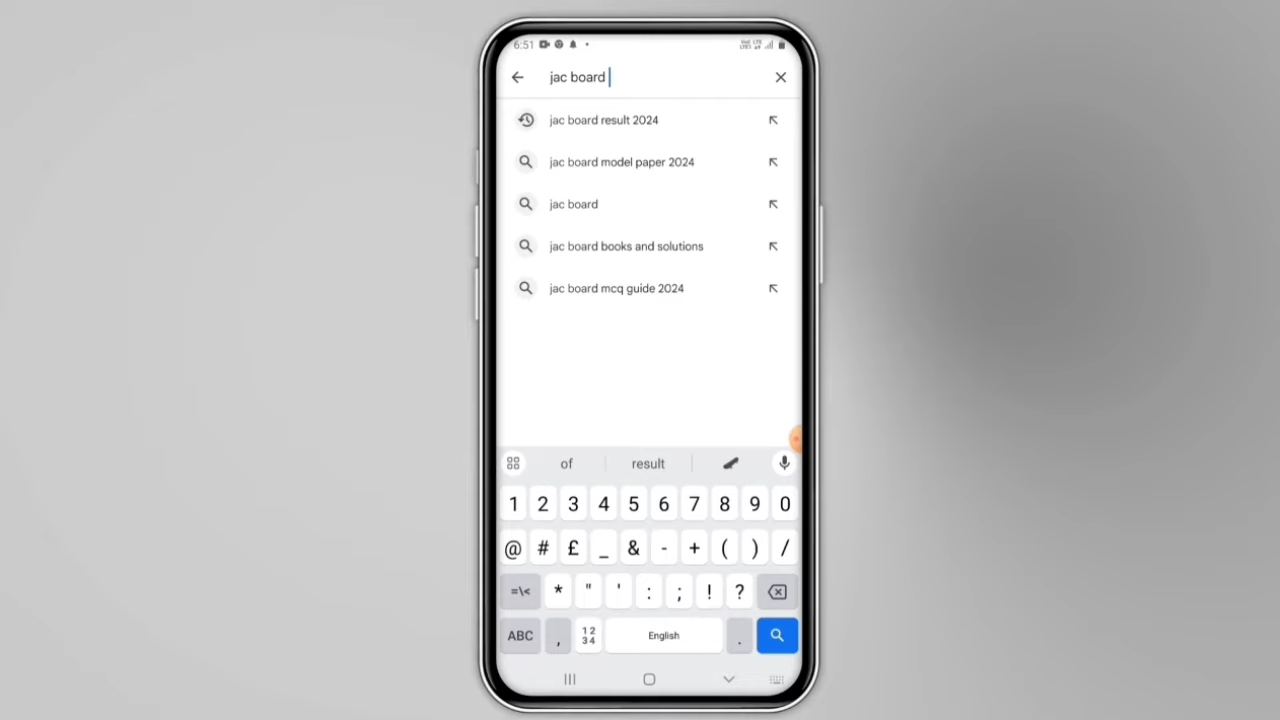 6:51
jac board
jac board result 2024
jac board model paper 2024
jac board
jac board books and solutions
jac board mcq guide 2024
of result
1 2 3 4 5 6 7 8 9 0
@ # £ _ & - + ( ) /
=\< * " ' : ; ! ?
ABC , 12 34 English .